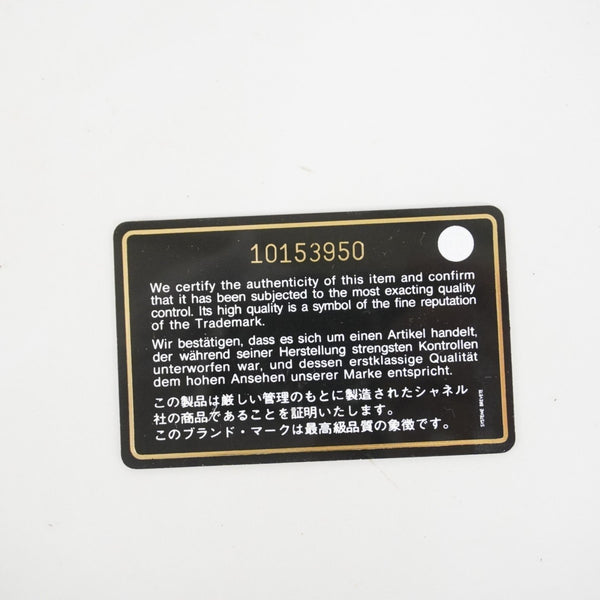 10153950
We certify the authenticity of this item and confirm
that it has been subjected to the most exacting quality
control. Its high quality is a symbol of the fine reputation
of the Trademark.
Wir bestätigen, dass es sich um einen Artikel handelt,
der während seiner Herstellung strengsten Kontrollen
unterworfen war, und dessen erstklassige Qualität
dem hohen Ansehen unserer Marke entspricht.
この製品は厳しい管理のもとに製造されたシャネル
社の商品であることを証明いたします。
このブランド・マークは最高級品質の象徴です。
SYSTEME BREVETE